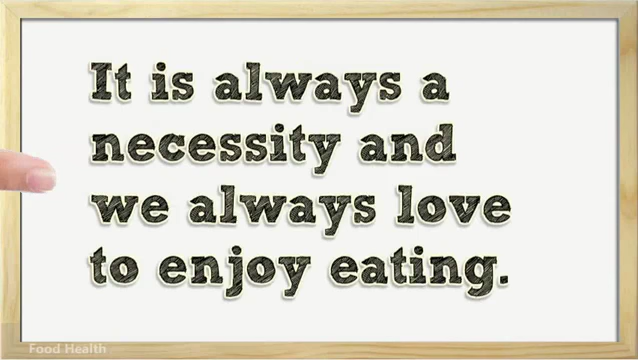 It is always a
necessity and
we always love
to enjoy eating.
Food Health